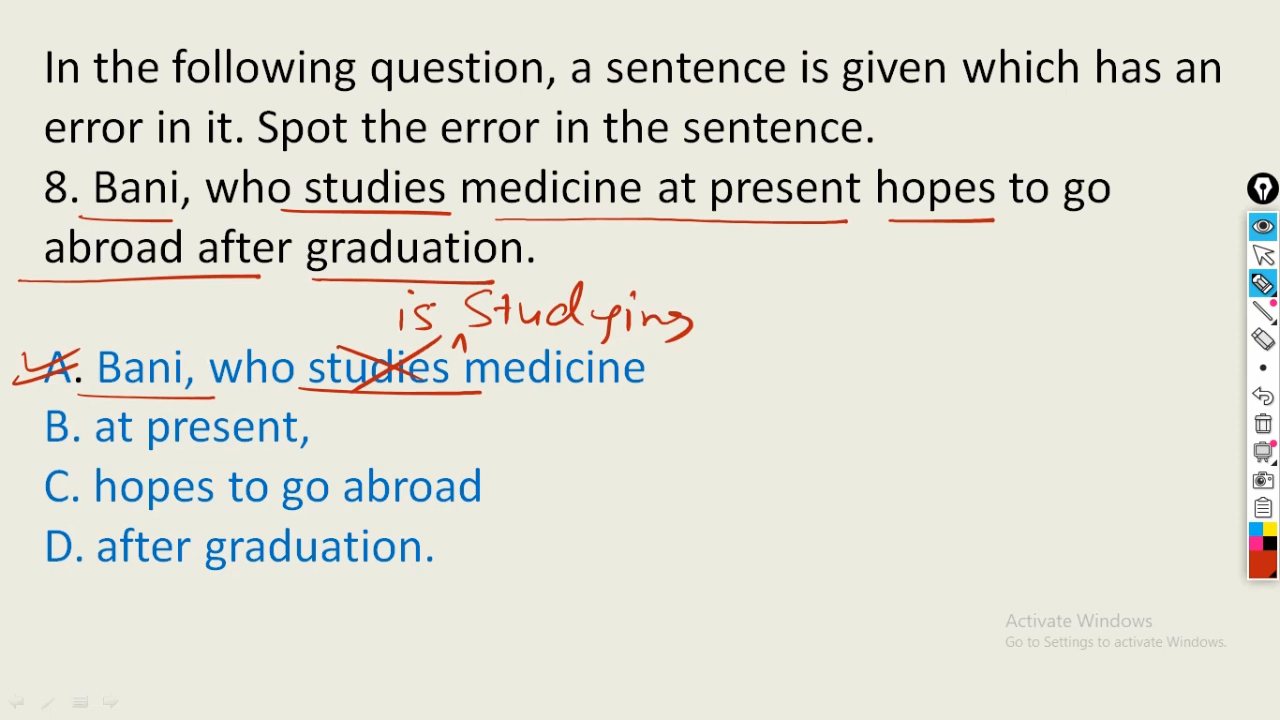 In the following question, a sentence is given which has an
error in it. Spot the error in the sentence.
8. Bani, who studies medicine at present hopes to go
abroad after graduation.
is studying
A. Bani, who studies ^ medicine
B. at present,
C. hopes to go abroad
D. after graduation.
Activate Windows
Go to Settings to activate Windows.